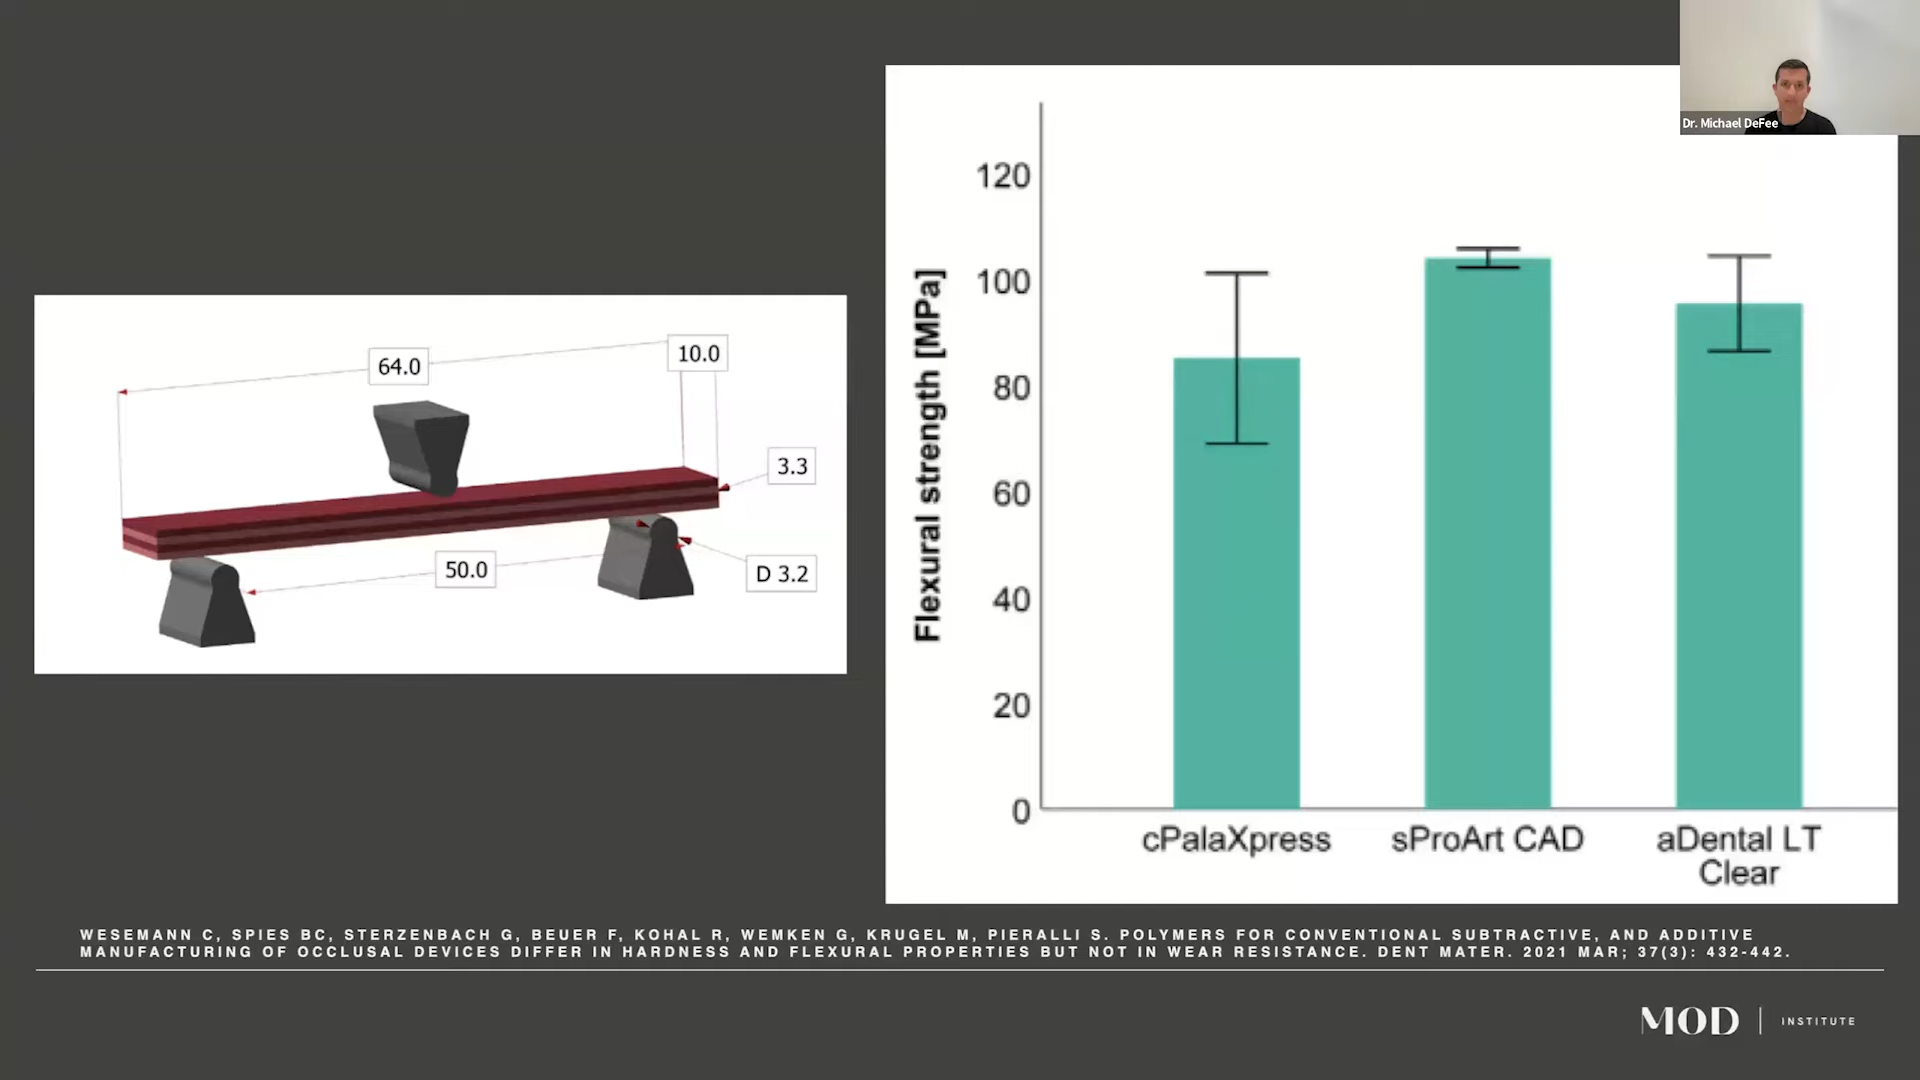 Dr. Michael DeFee
64.0
10.0
3.3
50.0
D 3.2
Flexural strength [MPa]
120
100
80
60
40
20
0
cPalaXpress
sProArt CAD
aDental LT
Clear
WESEMANN C, SPIES BC, STERZENBACH G, BEUER F, KOHAL R, WEMKEN G, KRUGEL M, PIERALLI S. POLYMERS FOR CONVENTIONAL SUBTRACTIVE, AND ADDITIVE
MANUFACTURING OF OCCLUSAL DEVICES DIFFER IN HARDNESS AND FLEXURAL PROPERTIES BUT NOT IN WEAR RESISTANCE. DENT MATER. 2021 MAR; 37(3): 432-442.
MOD | INSTITUTE